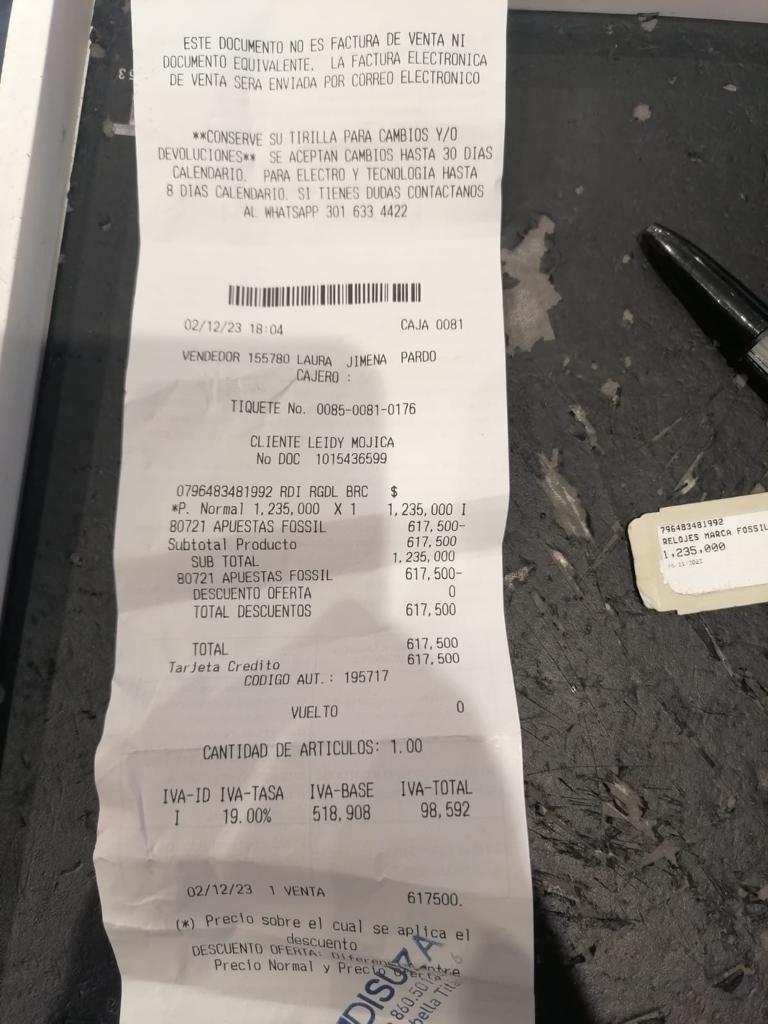 ESTE DOCUMENTO NO ES FACTURA DE VENTA NI
DOCUMENTO EQUIVALENTE. LA FACTURA ELECTRONICA
DE VENTA SERA ENVIADA POR CORREO ELECTRONICO
**CONSERVE SU TIRILLA PARA CAMBIOS Y/O
DEVOLUCIONES** SE ACEPTAN CAMBIOS HASTA 30 DIAS
CALENDARIO. PARA ELECTRO Y TECNOLOGIA HASTA
8 DIAS CALENDARIO. SI TIENES DUDAS CONTACTANOS
AL WHATSAPP 301 633 4422
02/12/23 18:04 CAJA 0081
VENDEDOR 155780 LAURA JIMENA PARDO
CAJERO :
TIQUETE No. 0085-0081-0176
CLIENTE LEIDY MOJICA
No DOC 1015436599
0796483481992 RDI RGDL BRC $
*P. Normal 1,235,000 X 1 1,235,000 I
80721 APUESTAS FOSSIL 617,500-
Subtotal Producto 617,500
SUB TOTAL 1,235,000
80721 APUESTAS FOSSIL 617,500-
DESCUENTO OFERTA 0
TOTAL DESCUENTOS 617,500
TOTAL 617,500
Tarjeta Credito 617,500
CODIGO AUT.: 195717
VUELTO 0
CANTIDAD DE ARTICULOS: 1.00
IVA-ID IVA-TASA IVA-BASE IVA-TOTAL
I 19.00% 518,908 98,592
02/12/23 1 VENTA 617500.
(*) Precio sobre el cual se aplica el
descuento
DESCUENTO OFERTA: Diferencia entre
Precio Normal y Precio Oferta
796483481992
RELOJES MARCA FOSSIL
1,235,000